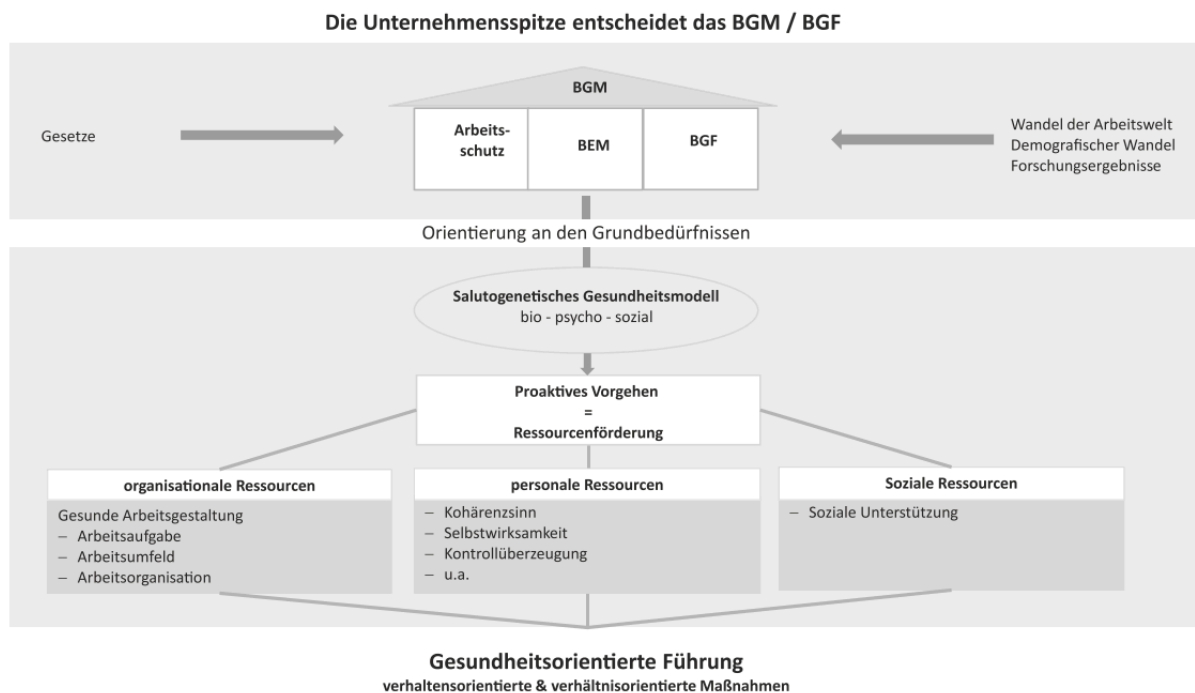 Die Unternehmensspitze entscheidet das BGM / BGF
BGM
Gesetze
Arbeits-
schutz
BEM
BGF
Wandel der Arbeitswelt
Demografischer Wandel
Forschungsergebnisse
Orientierung an den Grundbedürfnissen
Salutogenetisches Gesundheitsmodell
bio - psycho - sozial
Proaktives Vorgehen
=
Ressourcenförderung
organisationale Ressourcen
Gesunde Arbeitsgestaltung
– Arbeitsaufgabe
– Arbeitsumfeld
– Arbeitsorganisation
personale Ressourcen
– Kohärenzsinn
– Selbstwirksamkeit
– Kontrollüberzeugung
– u.a.
Soziale Ressourcen
– Soziale Unterstützung
Gesundheitsorientierte Führung
verhaltensorientierte & verhältnisorientierte Maßnahmen